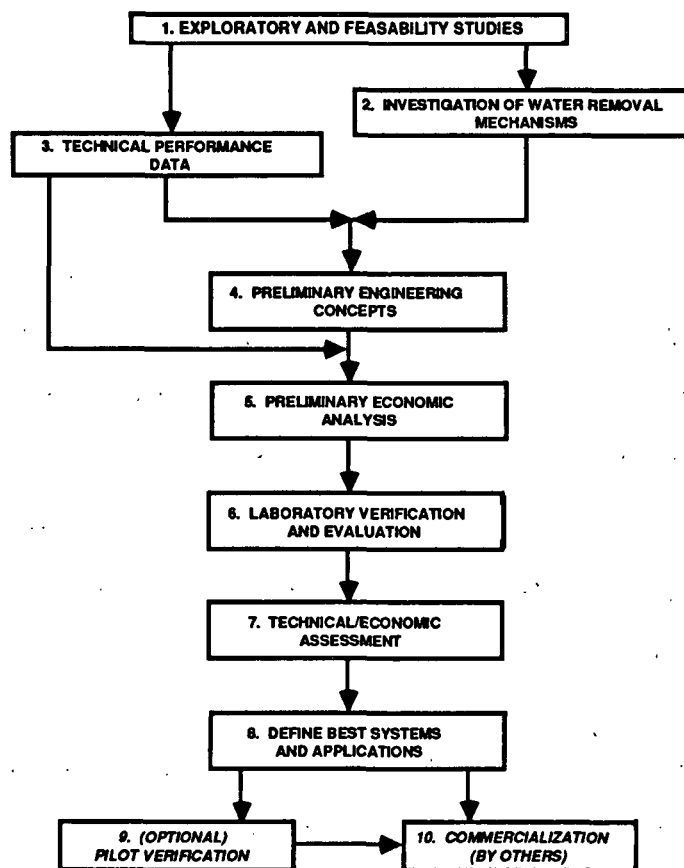 1. EXPLORATORY AND FEASABILITY STUDIES
2. INVESTIGATION OF WATER REMOVAL
MECHANISMS
3. TECHNICAL PERFORMANCE
DATA
4. PRELIMINARY ENGINEERING
CONCEPTS
5. PRELIMINARY ECONOMIC
ANALYSIS
6. LABORATORY VERIFICATION
AND EVALUATION
7. TECHNICAL/ECONOMIC
ASSESSMENT
8. DEFINE BEST SYSTEMS
AND APPLICATIONS
9. (OPTIONAL)
PILOT VERIFICATION
10. COMMERCIALIZATION
(BY OTHERS)